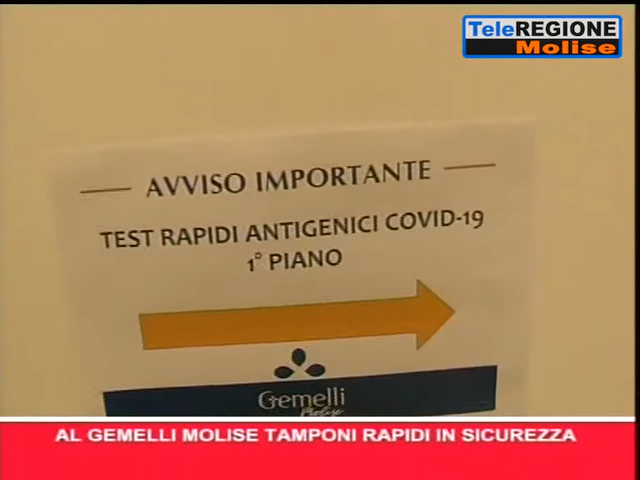 TeleREGIONE
Molise
AVVISO IMPORTANTE
TEST RAPIDI ANTIGENICI COVID-19
1° PIANO
Gemelli
Molise
AL GEMELLI MOLISE TAMPONI RAPIDI IN SICUREZZA